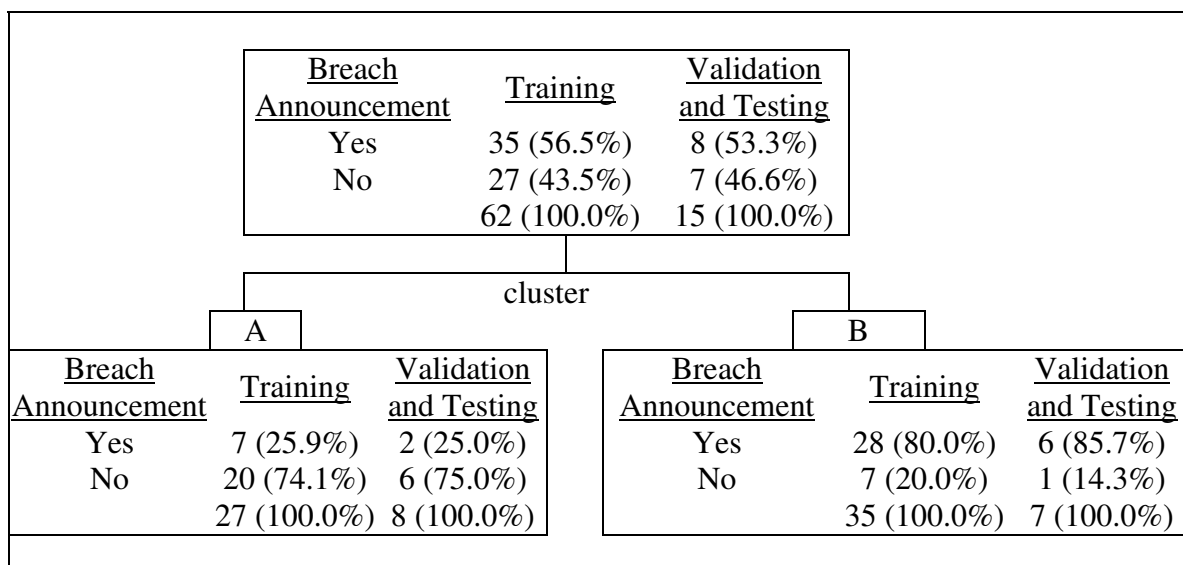 Breach Announcement Training Validation and Testing
Yes 35 (56.5%) 8 (53.3%)
No 27 (43.5%) 7 (46.6%)
62 (100.0%) 15 (100.0%)
cluster
A
Breach Announcement Training Validation and Testing
Yes 7 (25.9%) 2 (25.0%)
No 20 (74.1%) 6 (75.0%)
27 (100.0%) 8 (100.0%)
B
Breach Announcement Training Validation and Testing
Yes 28 (80.0%) 6 (85.7%)
No 7 (20.0%) 1 (14.3%)
35 (100.0%) 7 (100.0%)